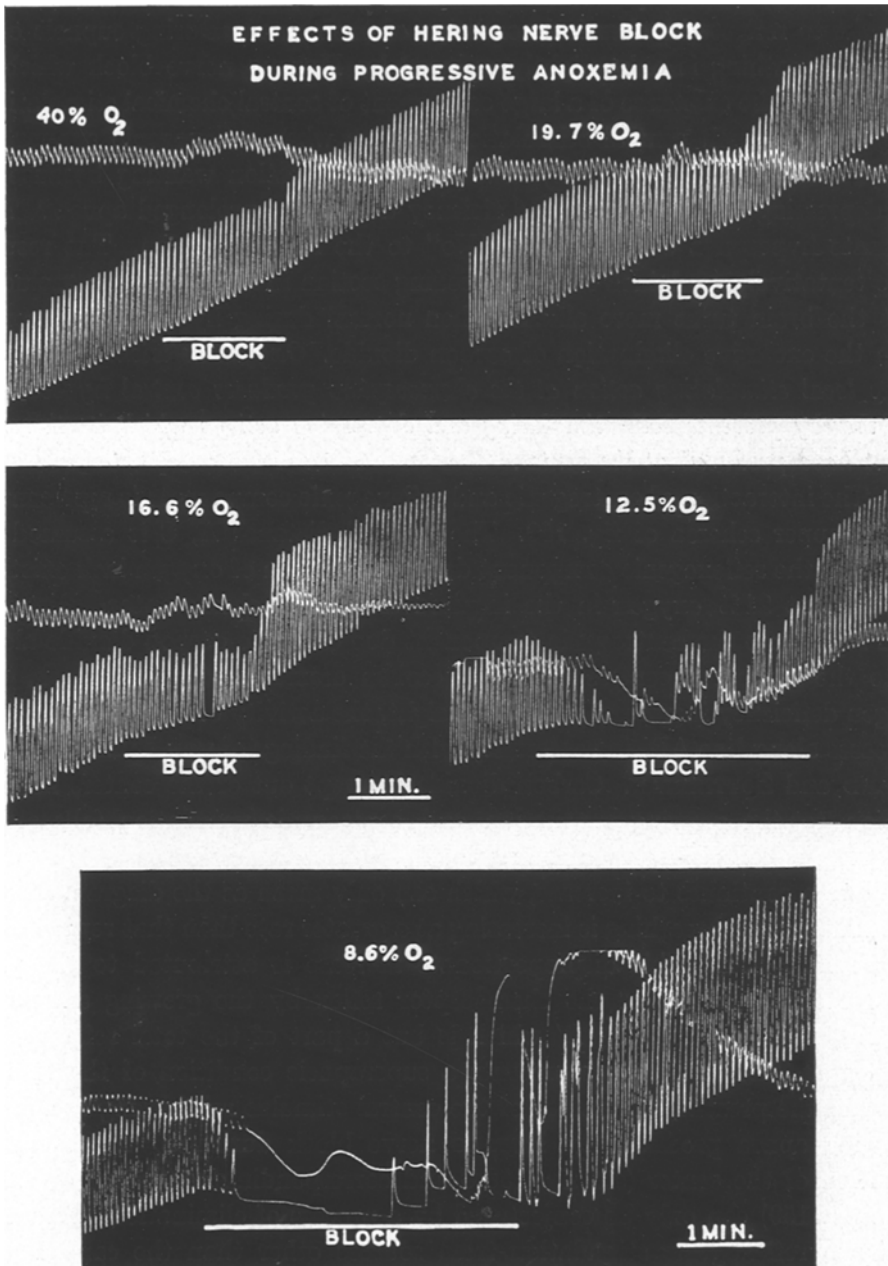 EFFECTS OF HERING NERVE BLOCK
DURING PROGRESSIVE ANOXEMIA
40% O2
19.7% O2
BLOCK
BLOCK
16.6% O2
12.5% O2
BLOCK
1 MIN.
BLOCK
8.6% O2
BLOCK
1 MIN.